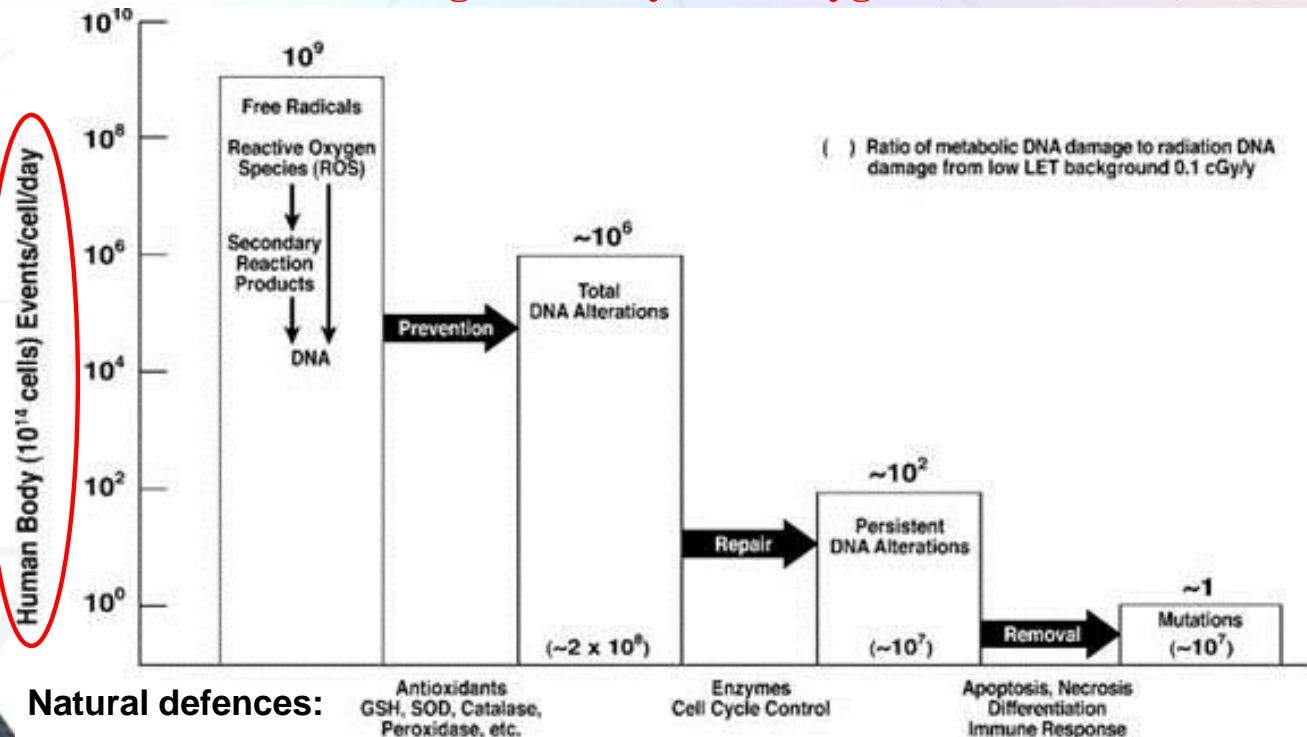 10¹⁰
10⁸
10⁶
10⁴
10²
10⁰
Human Body (10¹⁴ cells) Events/cell/day
10⁹
Free Radicals
Reactive Oxygen
Species (ROS)
Secondary
Reaction
Products
DNA
Prevention
~10⁶
Total
DNA Alterations
(~2 x 10⁸)
( ) Ratio of metabolic DNA damage to radiation DNA
damage from low LET background 0.1 cGy/y
Repair
~10²
Persistent
DNA Alterations
(~10⁷)
Removal
~1
Mutations
(~10⁷)
Natural defences:
Antioxidants
GSH, SOD, Catalase,
Peroxidase, etc.
Enzymes
Cell Cycle Control
Apoptosis, Necrosis
Differentiation
Immune Response